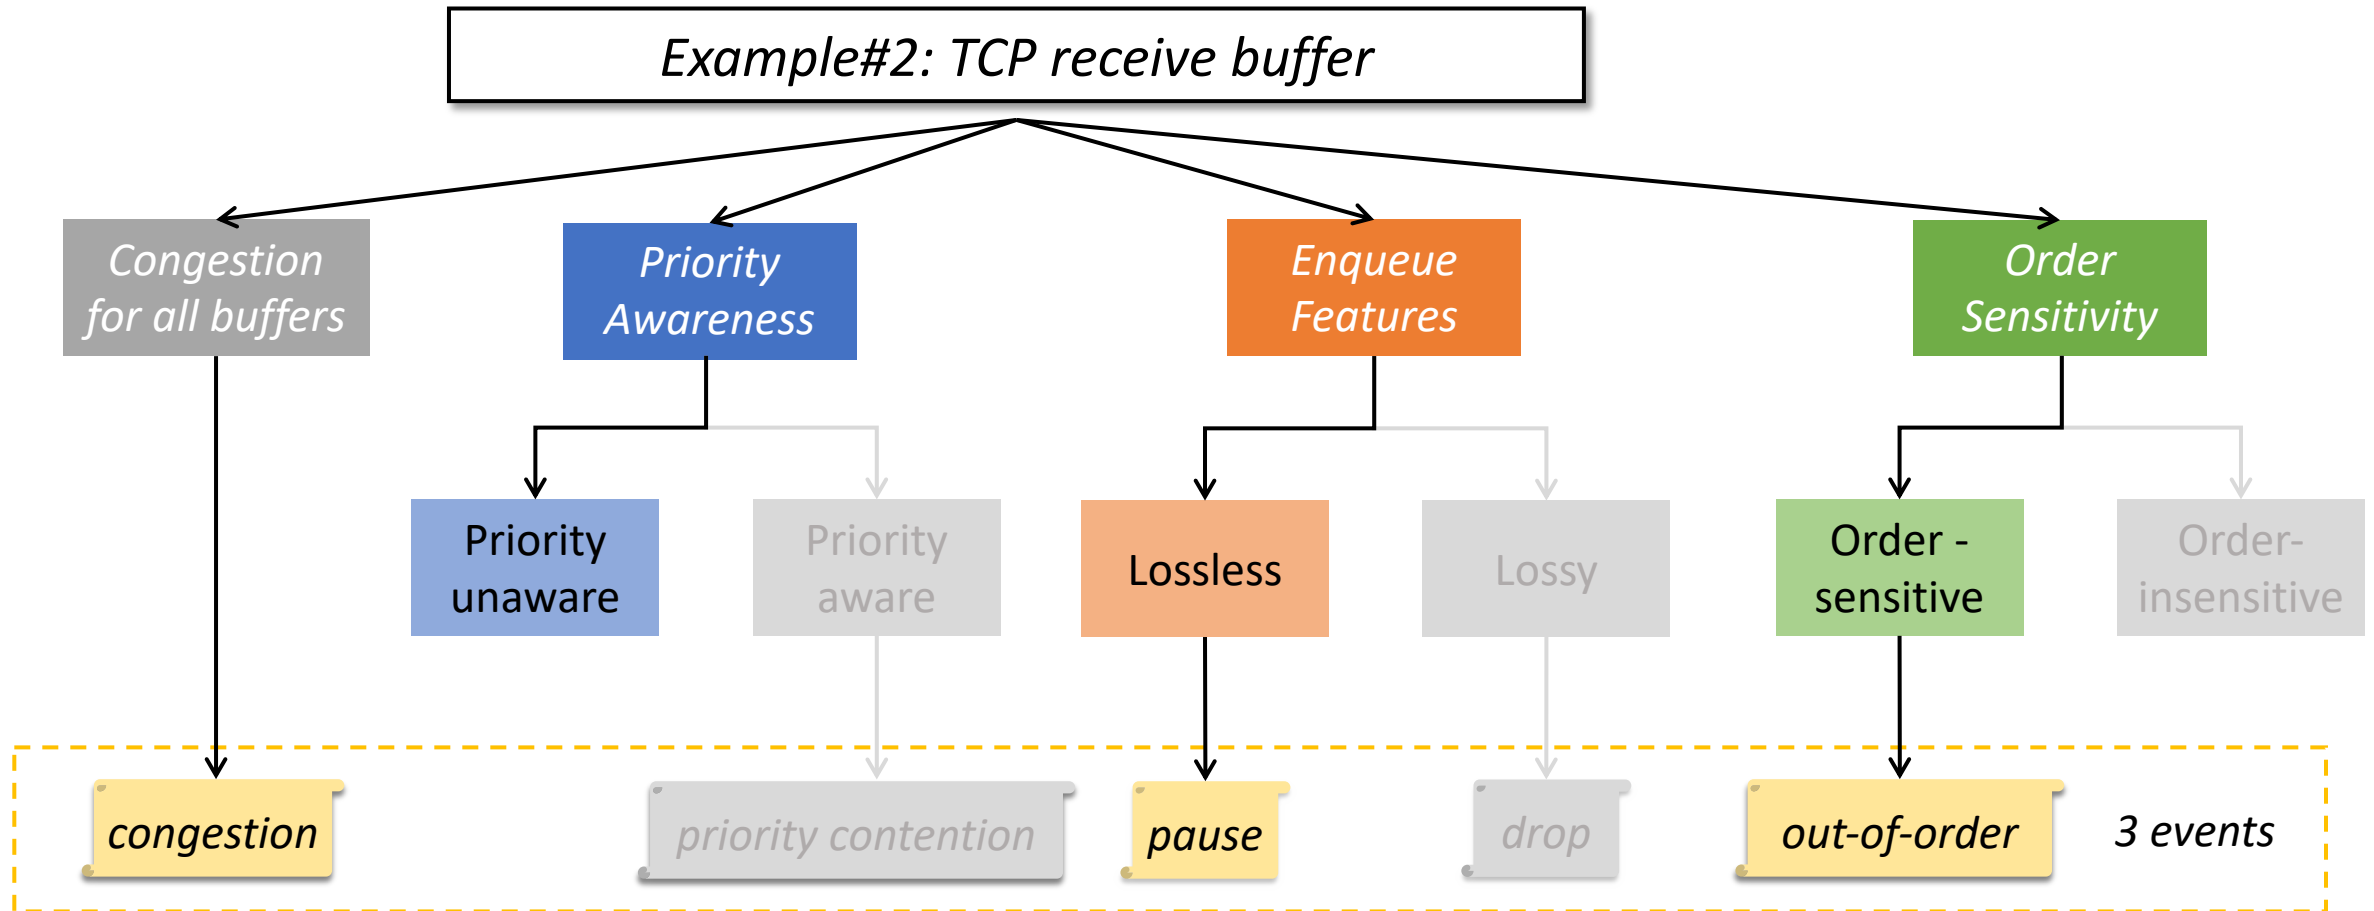 Example#2: TCP receive buffer
Congestion
for all buffers
Priority
Awareness
Enqueue
Features
Order
Sensitivity
Priority
unaware
Priority
aware
Lossless
Lossy
Order -
sensitive
Order-
insensitive
congestion
priority contention
pause
drop
out-of-order
3 events